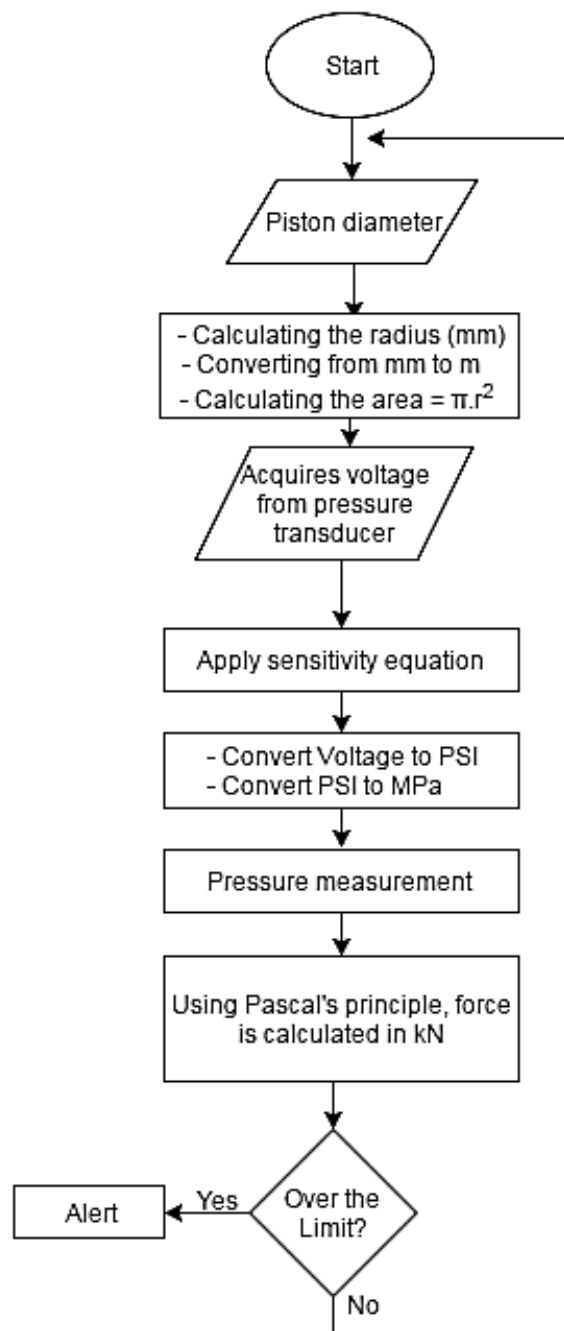 Start
Piston diameter
- Calculating the radius (mm)
- Converting from mm to m
- Calculating the area = π.r²
Acquires voltage
from pressure
transducer
Apply sensitivity equation
- Convert Voltage to PSI
- Convert PSI to MPa
Pressure measurement
Using Pascal's principle, force
is calculated in kN
Over the
Limit?
Yes
Alert
No